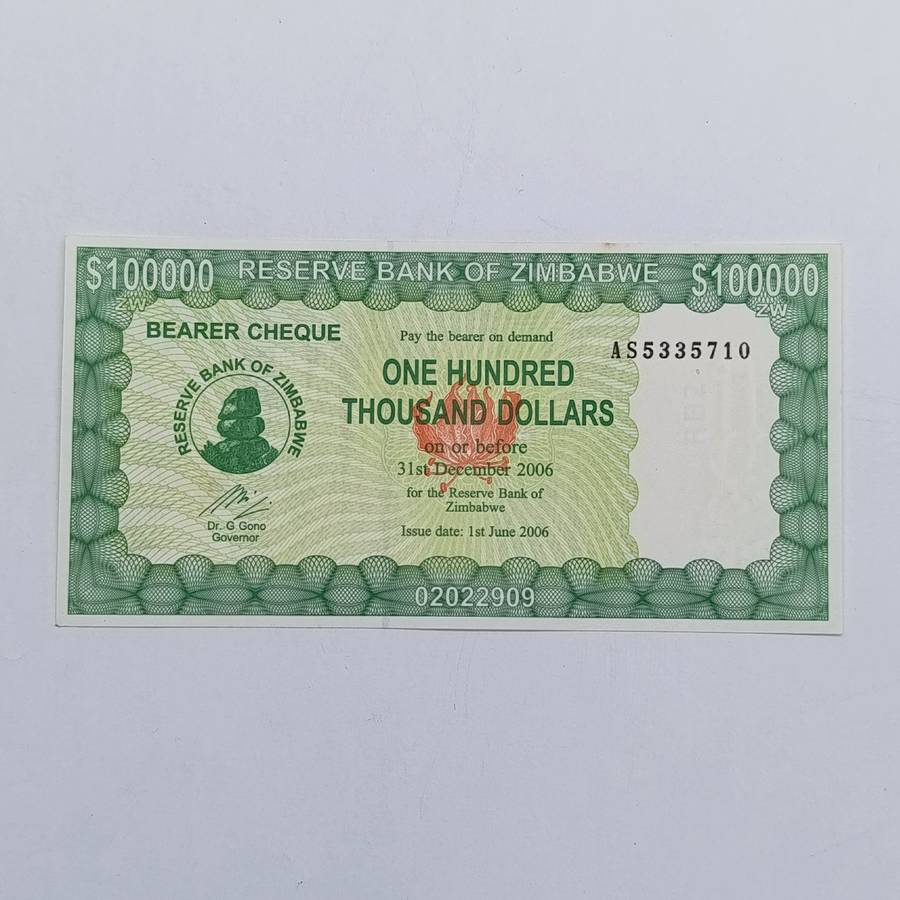 $100000 RESERVE BANK OF ZIMBABWE $100000
ZW
ZW
BEARER CHEQUE
RESERVE BANK OF ZIMBABWE
Dr. G Gono
Governor
Pay the bearer on demand
ONE HUNDRED
THOUSAND DOLLARS
on or before
31st December 2006
for the Reserve Bank of
Zimbabwe
Issue date: 1st June 2006
AS5335710
02022909